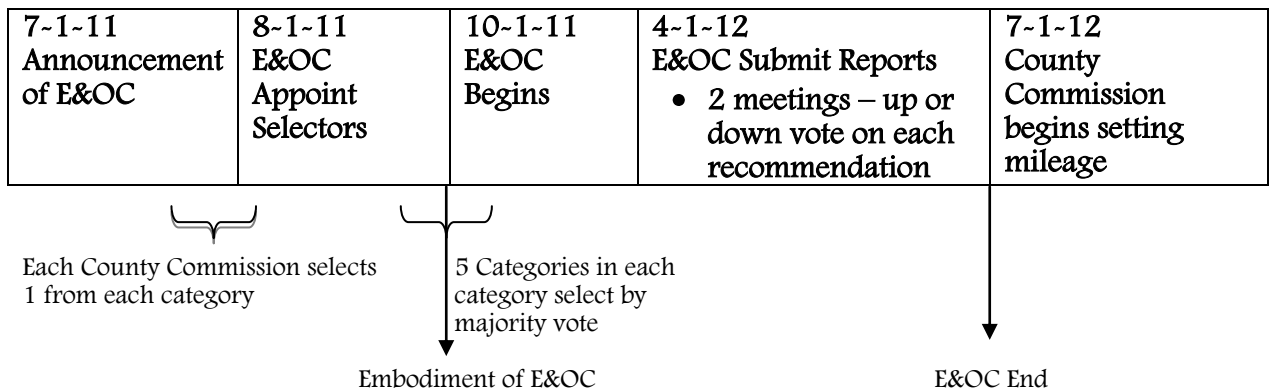 7-1-11
Announcement
of E&OC
8-1-11
E&OC
Appoint
Selectors
10-1-11
E&OC
Begins
4-1-12
E&OC Submit Reports
• 2 meetings – up or
down vote on each
recommendation
7-1-12
County
Commission
begins setting
mileage
Each County Commission selects
1 from each category
5 Categories in each
category select by
majority vote
Embodiment of E&OC
E&OC End